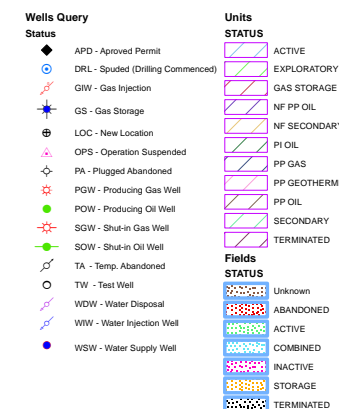 Wells Query
Status
APD - Aproved Permit
DRL - Spuded (Drilling Commenced)
GIW - Gas Injection
GS - Gas Storage
LOC - New Location
OPS - Operation Suspended
PA - Plugged Abandoned
PGW - Producing Gas Well
POW - Producing Oil Well
SGW - Shut-in Gas Well
SOW - Shut-in Oil Well
TA - Temp. Abandoned
TW - Test Well
WDW - Water Disposal
WIW - Water Injection Well
WSW - Water Supply Well
Units
STATUS
ACTIVE
EXPLORATORY
GAS STORAGE
NF PP OIL
NF SECONDARY
PI OIL
PP GAS
PP GEOTHERM
PP OIL
SECONDARY
TERMINATED
Fields
STATUS
Unknown
ABANDONED
ACTIVE
COMBINED
INACTIVE
STORAGE
TERMINATED